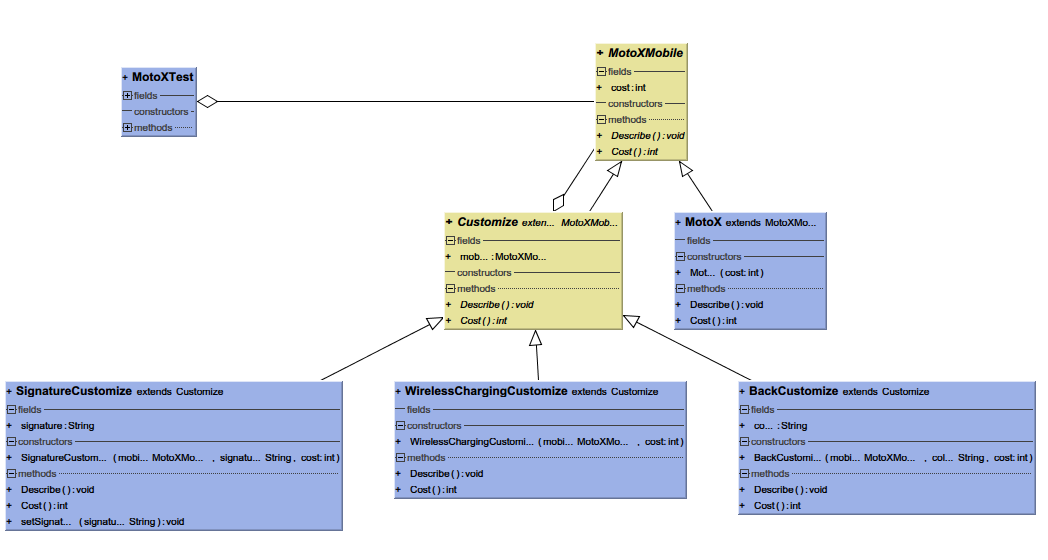 + MotoXMobile
fields
+ cost:int
constructors
methods
+ Describe():void
+ Cost():int
+ MotoXTest
fields
constructors
methods
+ Customize exten... MotoXMob...
fields
+ mob... :MotoXMo...
constructors
methods
+ Describe():void
+ Cost():int
+ MotoX extends MotoXMo...
fields
constructors
+ Mot... (cost:int)
methods
+ Describe():void
+ Cost():int
+ SignatureCustomize extends Customize
fields
+ signature:String
constructors
+ SignatureCustom... (mobi... MotoXMo... , signatu... String, cost:int)
methods
+ Describe():void
+ Cost():int
+ setSignat... (signatu... String):void
+ WirelessChargingCustomize extends Customize
fields
constructors
+ WirelessChargingCustomi... (mobi... MotoXMo... , cost:int)
methods
+ Describe():void
+ Cost():int
+ BackCustomize extends Customize
fields
+ co... :String
constructors
+ BackCustomi... (mobi... MotoXMo... , col... String, cost:int)
methods
+ Describe():void
+ Cost():int